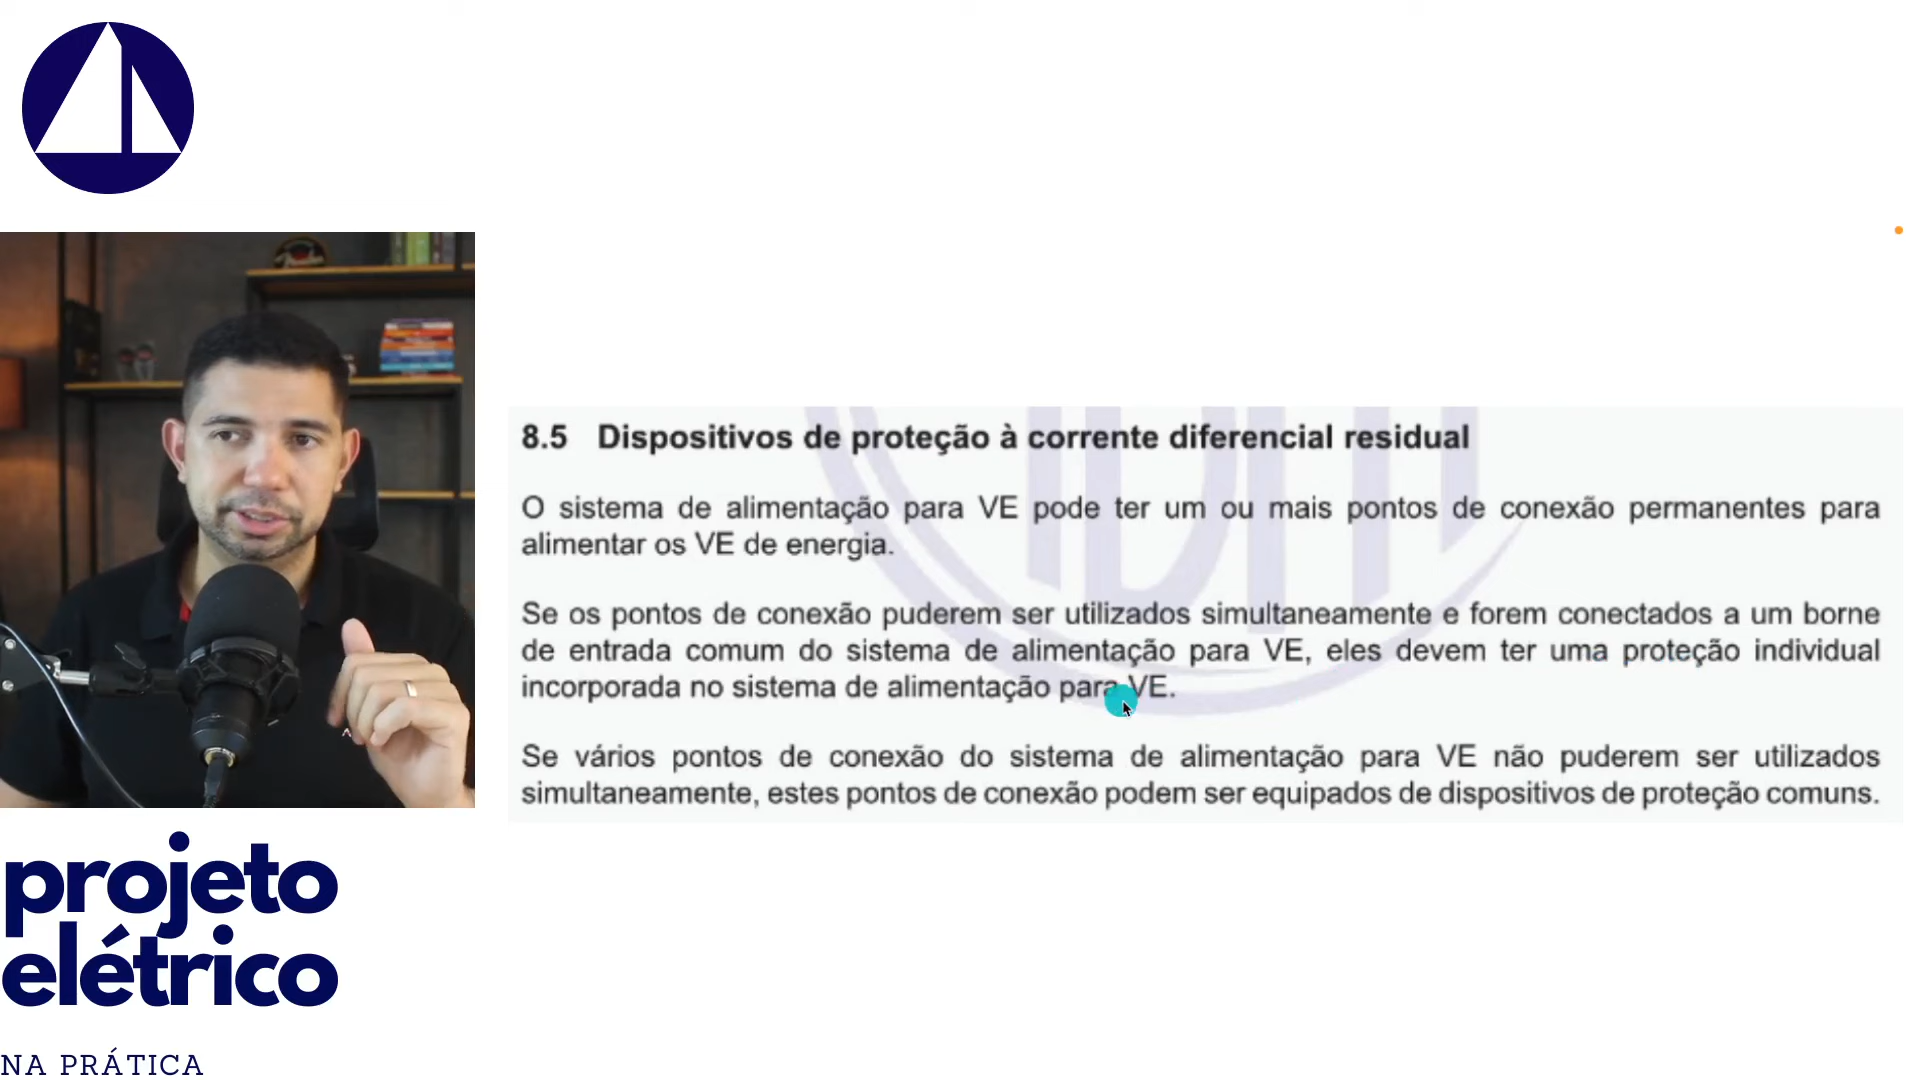 8.5 Dispositivos de proteção à corrente diferencial residual
O sistema de alimentação para VE pode ter um ou mais pontos de conexão permanentes para
alimentar os VE de energia.
Se os pontos de conexão puderem ser utilizados simultaneamente e forem conectados a um borne
de entrada comum do sistema de alimentação para VE, eles devem ter uma proteção individual
incorporada no sistema de alimentação para VE.
Se vários pontos de conexão do sistema de alimentação para VE não puderem ser utilizados
simultaneamente, estes pontos de conexão podem ser equipados de dispositivos de proteção comuns.
projeto
elétrico
NA PRÁTICA